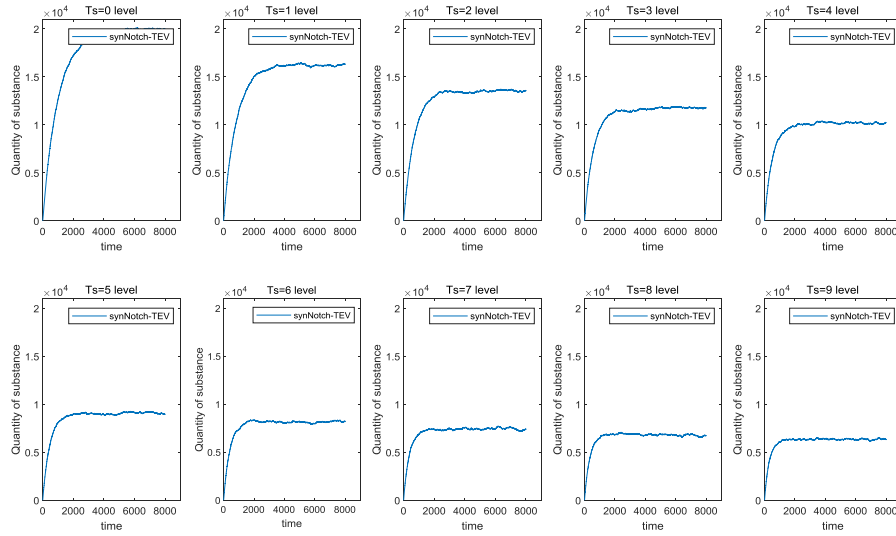 ×10⁴ Ts=0 level ×10⁴ Ts=1 level ×10⁴ Ts=2 level ×10⁴ Ts=3 level ×10⁴ Ts=4 level
2 2 2 2 2
synNotch-TEV synNotch-TEV synNotch-TEV synNotch-TEV synNotch-TEV
1.5 1.5 1.5 1.5 1.5
Quantity of substance Quantity of substance Quantity of substance Quantity of substance Quantity of substance
1 1 1 1 1
0.5 0.5 0.5 0.5 0.5
0 0 0 0 0
0 2000 4000 6000 8000 0 2000 4000 6000 8000 0 2000 4000 6000 8000 0 2000 4000 6000 8000 0 2000 4000 6000 8000
time time time time time
×10⁴ Ts=5 level ×10⁴ Ts=6 level ×10⁴ Ts=7 level ×10⁴ Ts=8 level ×10⁴ Ts=9 level
2 2 2 2 2
synNotch-TEV synNotch-TEV synNotch-TEV synNotch-TEV synNotch-TEV
1.5 1.5 1.5 1.5 1.5
Quantity of substance Quantity of substance Quantity of substance Quantity of substance Quantity of substance
1 1 1 1 1
0.5 0.5 0.5 0.5 0.5
0 0 0 0 0
0 2000 4000 6000 8000 0 2000 4000 6000 8000 0 2000 4000 6000 8000 0 2000 4000 6000 8000 0 2000 4000 6000 8000
time time time time time